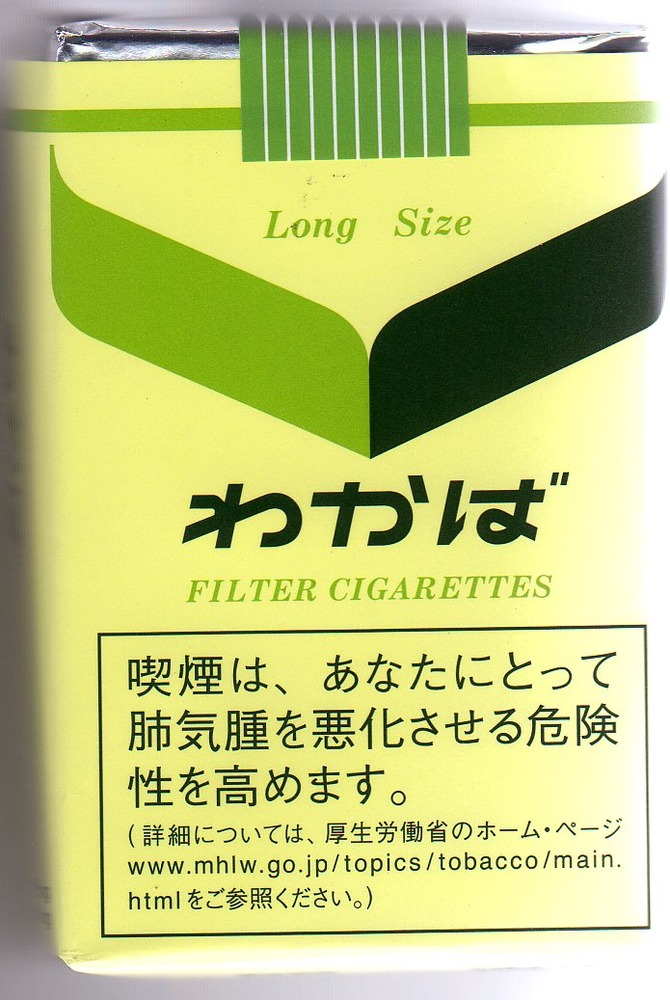 Long Size
わかば
FILTER CIGARETTES
喫煙は、あなたにとって
肺気腫を悪化させる危険
性を高めます。
(詳細については、厚生労働省のホーム・ページ
www.mhlw.go.jp/topics/tobacco/main.
htmlをご参照ください。)